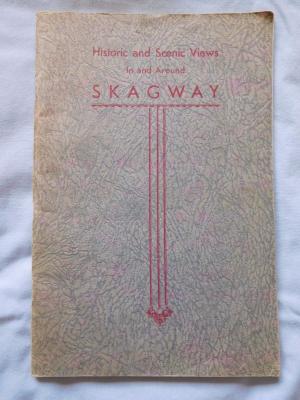 Historic and Scenic Views
In and Around
SKAGWAY